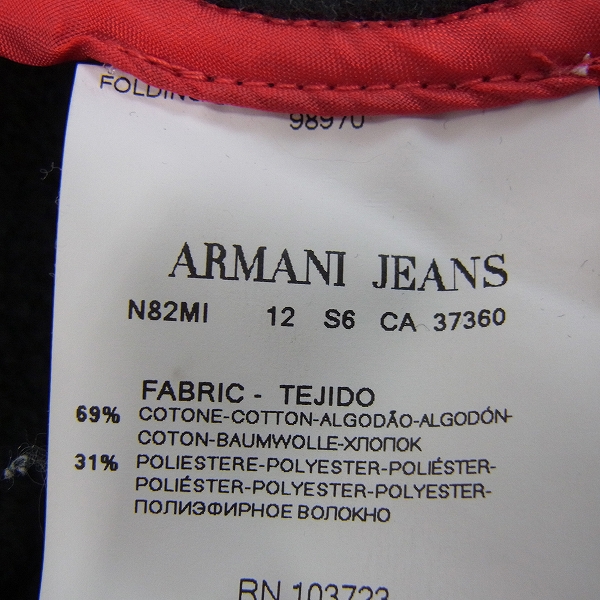 FOLDING
98970
ARMANI JEANS
N82MI 12 S6 CA 37360
FABRIC - TEJIDO
69% COTONE-COTTON-ALGODÃO-ALGODÓN-
COTON-BAUMWOLLE-ХЛОПОК
31% POLIESTERE-POLYESTER-POLIÉSTER-
POLIÉSTER-POLYESTER-POLYESTER-
ПОЛИЭФИРНОЕ ВОЛОКНО
RN 103723